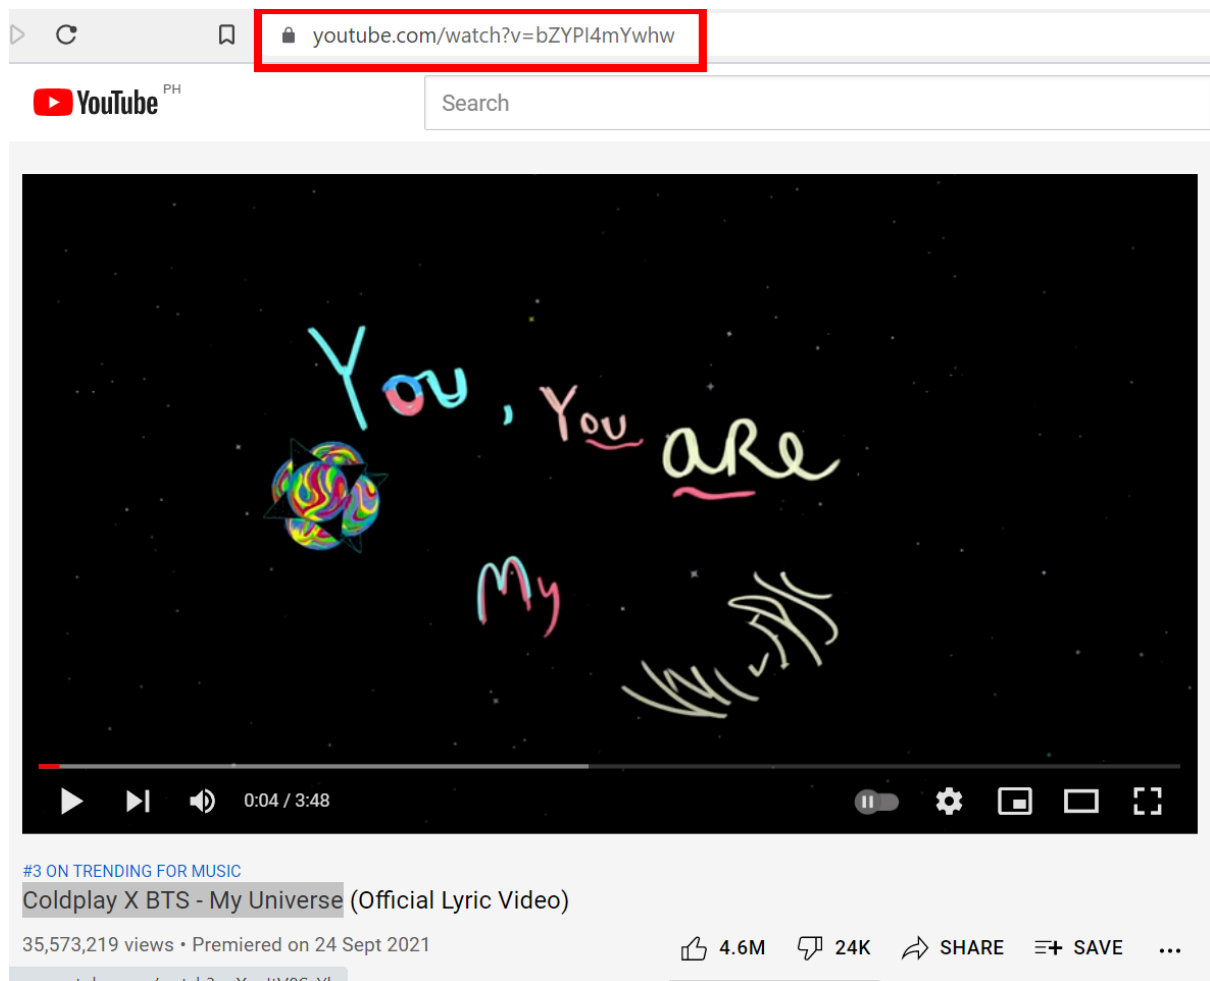 youtube.com/watch?v=bZYPI4mYwhw
YouTube PH
Search
You, You are
My
0:04 / 3:48
#3 ON TRENDING FOR MUSIC
Coldplay X BTS - My Universe (Official Lyric Video)
35,573,219 views • Premiered on 24 Sept 2021
4.6M 24K SHARE SAVE ...